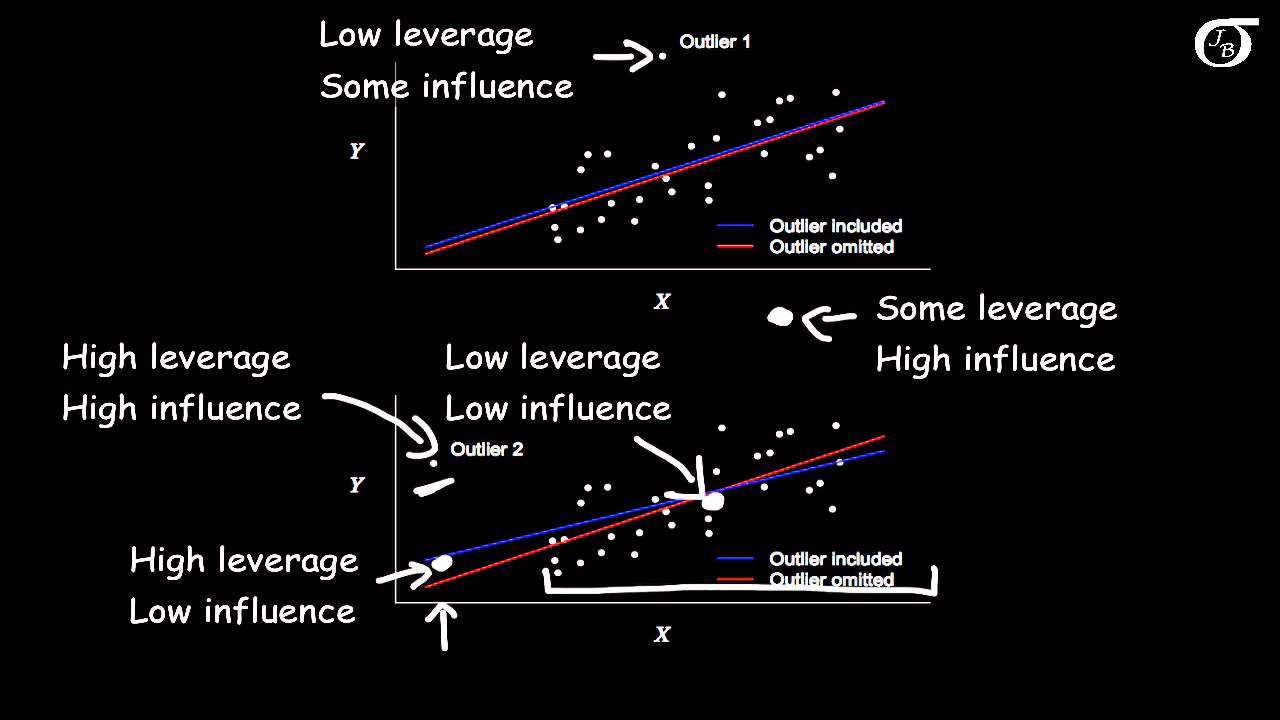 Low leverage
Some influence
Outlier 1
JB
Y
Outlier included
Outlier omitted
X
Some leverage
High influence
High leverage
High influence
Low leverage
Low influence
Outlier 2
Y
High leverage
Low influence
Outlier included
Outlier omitted
X